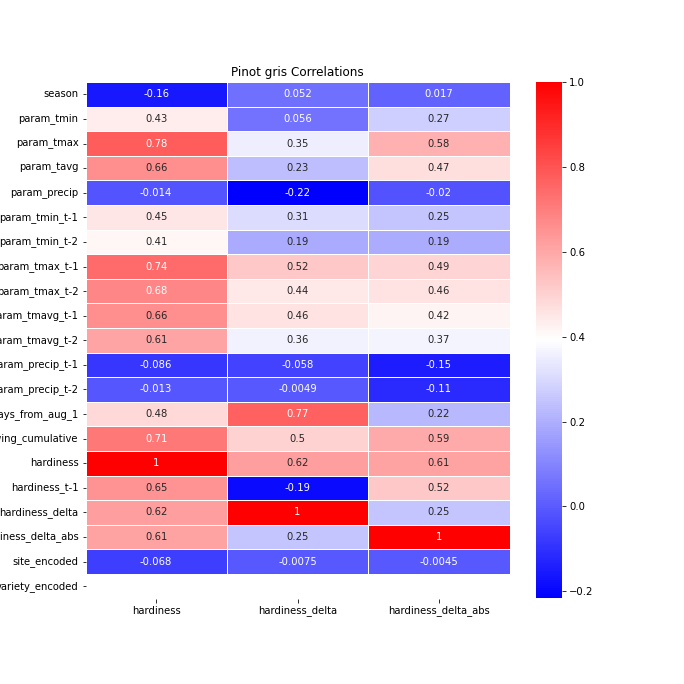 Pinot gris Correlations
season -0.16 0.052 0.017
param_tmin 0.43 0.056 0.27
param_tmax 0.78 0.35 0.58
param_tavg 0.66 0.23 0.47
param_precip -0.014 -0.22 -0.02
param_tmin_t-1 0.45 0.31 0.25
param_tmin_t-2 0.41 0.19 0.19
param_tmax_t-1 0.74 0.52 0.49
param_tmax_t-2 0.68 0.44 0.46
aram_tmavg_t-1 0.66 0.46 0.42
aram_tmavg_t-2 0.61 0.36 0.37
aram_precip_t-1 -0.086 -0.058 -0.15
aram_precip_t-2 -0.013 -0.0049 -0.11
ays_from_aug_1 0.48 0.77 0.22
ing_cumulative 0.71 0.5 0.59
hardiness 1 0.62 0.61
hardiness_t-1 0.65 -0.19 0.52
hardiness_delta 0.62 1 0.25
iness_delta_abs 0.61 0.25 1
site_encoded -0.068 -0.0075 -0.0045
variety_encoded
hardiness hardiness_delta hardiness_delta_abs
1.0
0.8
0.6
0.4
0.2
0.0
-0.2